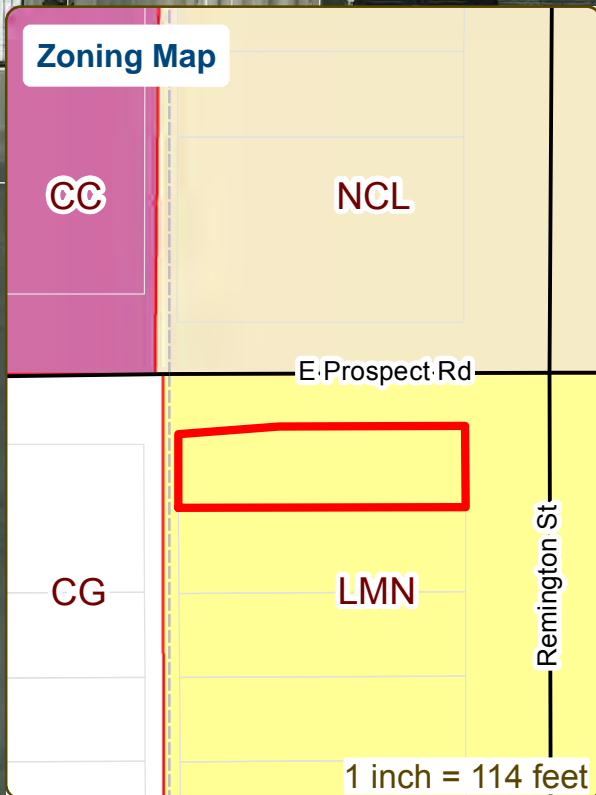 Zoning Map
CC
NCL
E Prospect Rd
CG
LMN
Remington St
1 inch = 114 feet